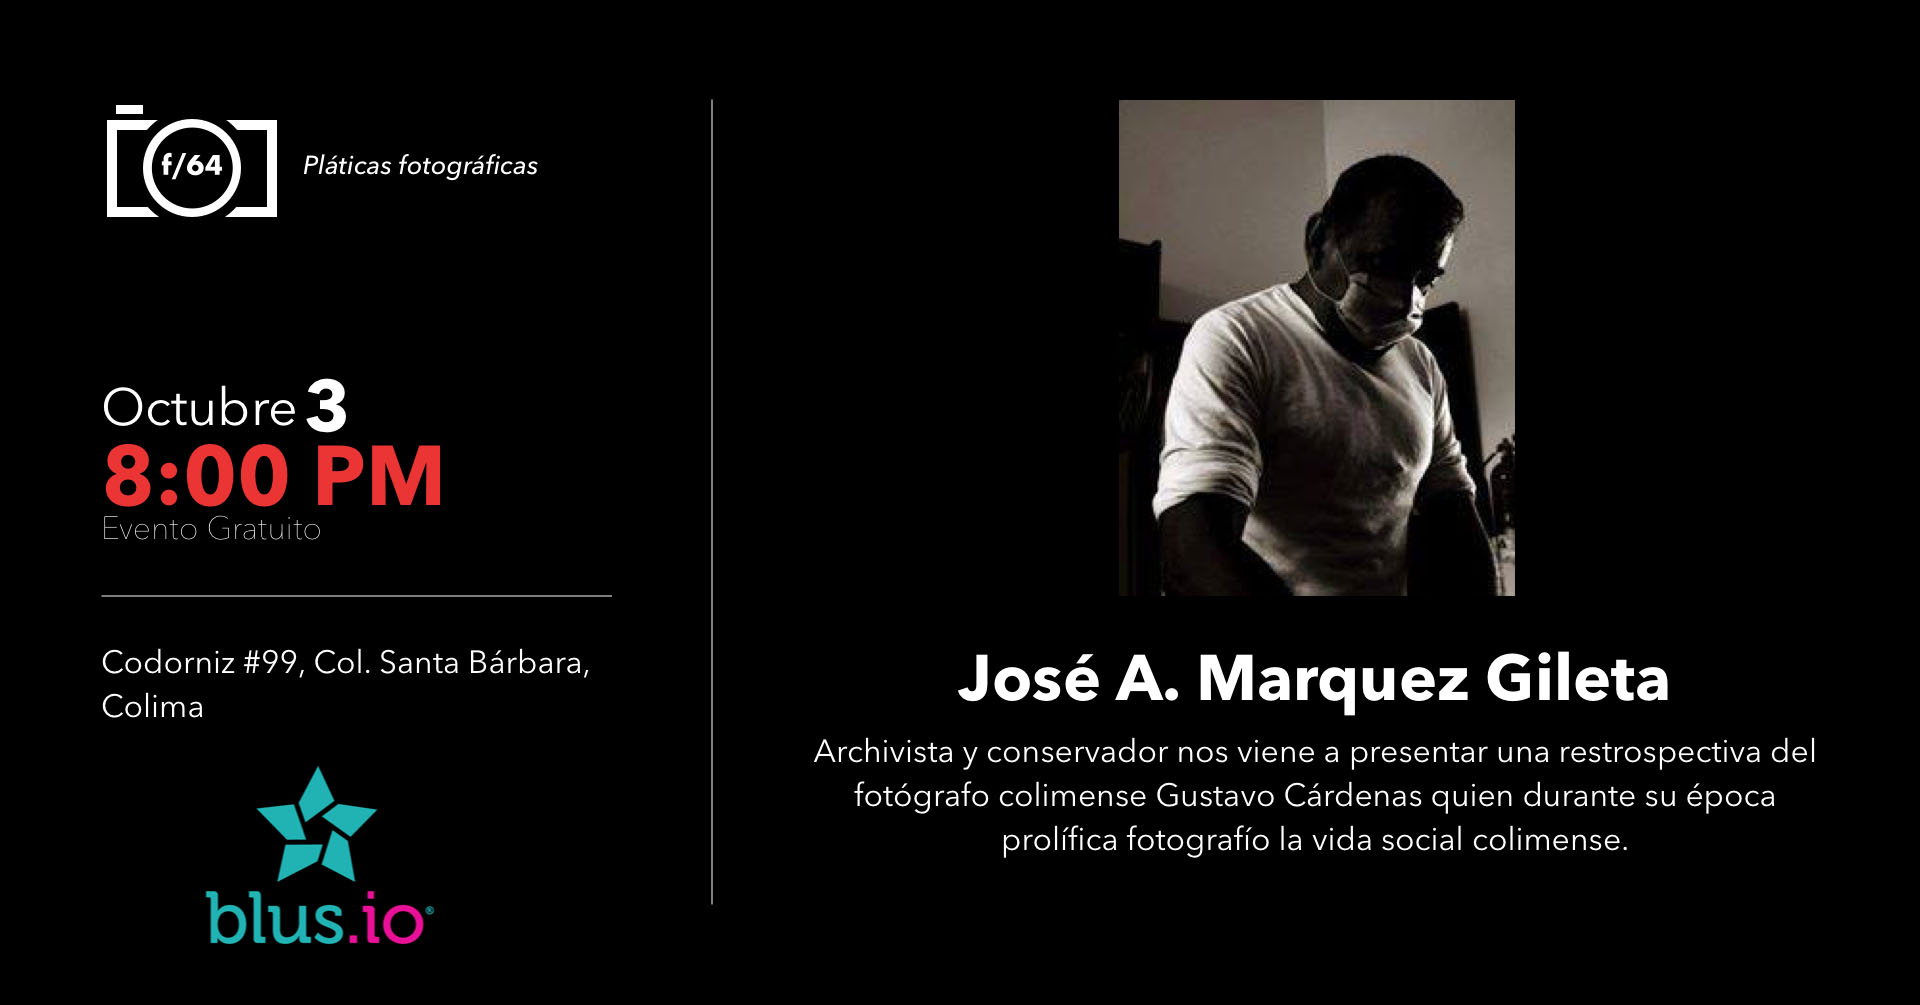 f/64
Pláticas fotográficas
Octubre 3
8:00 PM
Evento Gratuito
Codorniz #99, Col. Santa Bárbara,
Colima
blus.io®
José A. Marquez Gileta
Archivista y conservador nos viene a presentar una restrospectiva del
fotógrafo colimense Gustavo Cárdenas quien durante su época
prolífica fotografío la vida social colimense.